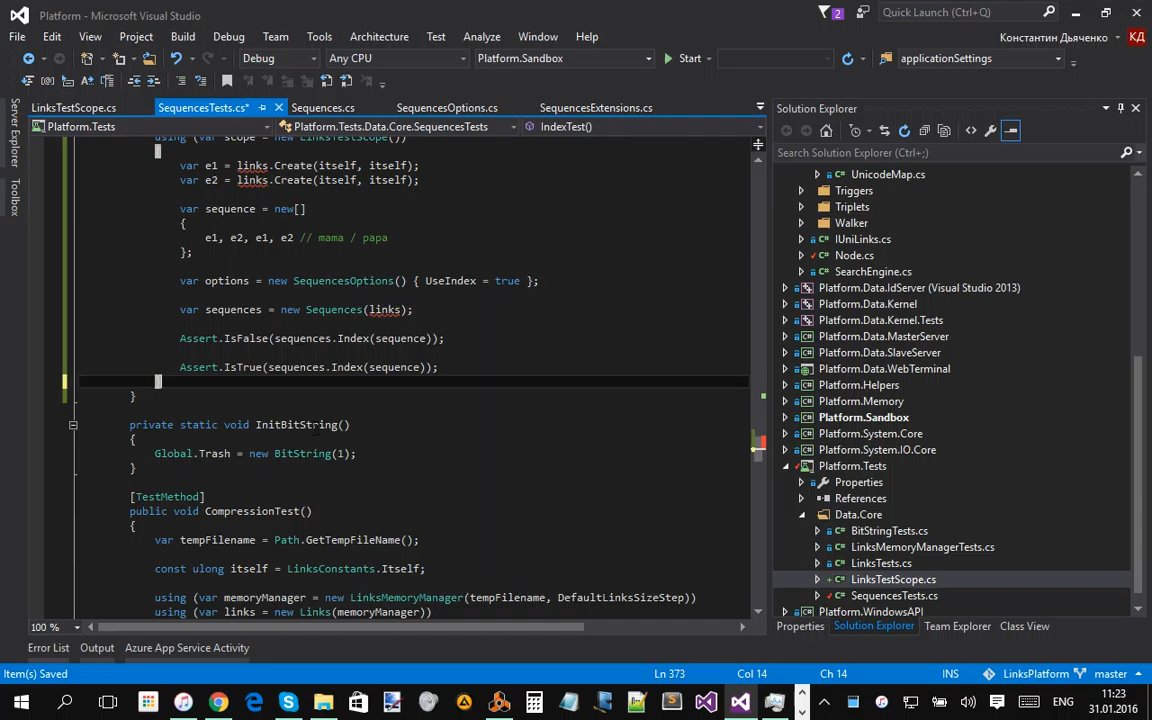 Platform - Microsoft Visual Studio
2
Quick Launch (Ctrl+Q)
File Edit View Project Build Debug Team Tools Architecture Test Analyze Window Help
Константин Дьяченко КД
Debug Any CPU Platform.Sandbox Start applicationSettings
LinksTestScope.cs SequencesTests.cs* Sequences.cs SequencesOptions.cs SequencesExtensions.cs
Platform.Tests Platform.Tests.Data.Core.SequencesTests IndexTest()
Server Explorer
Toolbox
using (var scope = new LinksTestScope())
{
var e1 = links.Create(itself, itself);
var e2 = links.Create(itself, itself);
var sequence = new[]
{
e1, e2, e1, e2 // mama / papa
};
var options = new SequencesOptions() { UseIndex = true };
var sequences = new Sequences(links);
Assert.IsFalse(sequences.Index(sequence));
Assert.IsTrue(sequences.Index(sequence));
}
}
private static void InitBitString()
{
Global.Trash = new BitString(1);
}
[TestMethod]
public void CompressionTest()
{
var tempFilename = Path.GetTempFileName();
const ulong itself = LinksConstants.Itself;
using (var memoryManager = new LinksMemoryManager(tempFilename, DefaultLinksSizeStep))
using (var links = new Links(memoryManager))
100 %
Solution Explorer
Search Solution Explorer (Ctrl+;)
UnicodeMap.cs
Triggers
Triplets
Walker
IUniLinks.cs
Node.cs
SearchEngine.cs
Platform.Data.IdServer (Visual Studio 2013)
Platform.Data.Kernel
Platform.Data.Kernel.Tests
Platform.Data.MasterServer
Platform.Data.SlaveServer
Platform.Data.WebTerminal
Platform.Helpers
Platform.Memory
Platform.Sandbox
Platform.System.Core
Platform.System.IO.Core
Platform.Tests
Properties
References
Data.Core
BitStringTests.cs
LinksMemoryManagerTests.cs
LinksTests.cs
LinksTestScope.cs
SequencesTests.cs
Platform.WindowsAPI
Properties Solution Explorer Team Explorer Class View
Error List Output Azure App Service Activity
Item(s) Saved Ln 373 Col 14 Ch 14 INS LinksPlatform master
ENG
11:23
31.01.2016